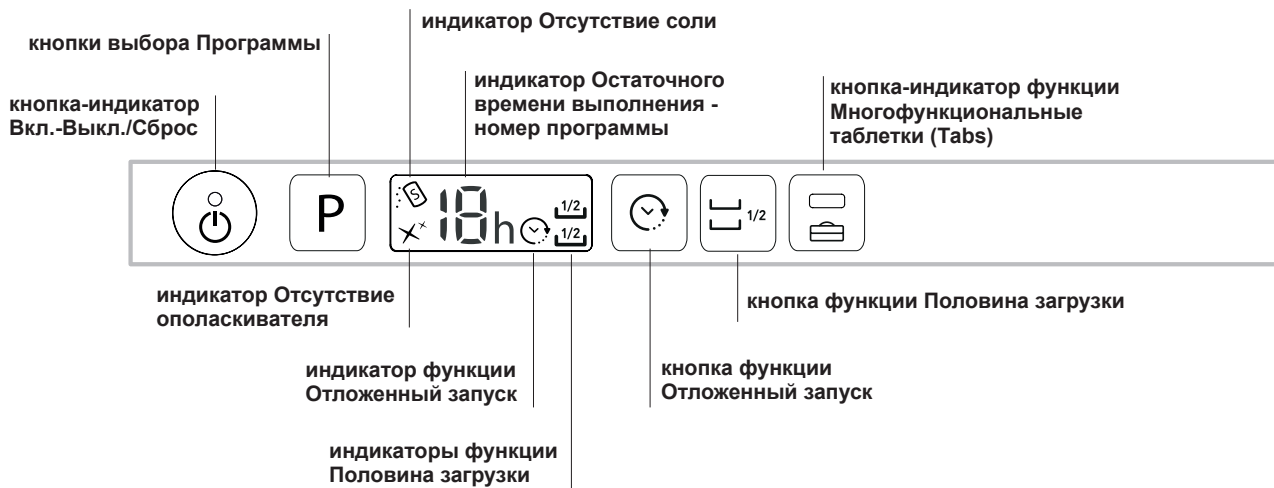 индикатор Отсутствие соли
кнопки выбора Программы
индикатор Остаточного
времени выполнения -
номер программы
кнопка-индикатор функции
Многофункциональные
таблетки (Tabs)
кнопка-индикатор
Вкл.-Выкл./Сброс
P
S
18h
1/2
1/2
1/2
индикатор Отсутствие
ополаскивателя
кнопка функции Половина загрузки
индикатор функции
Отложенный запуск
кнопка функции
Отложенный запуск
индикаторы функции
Половина загрузки